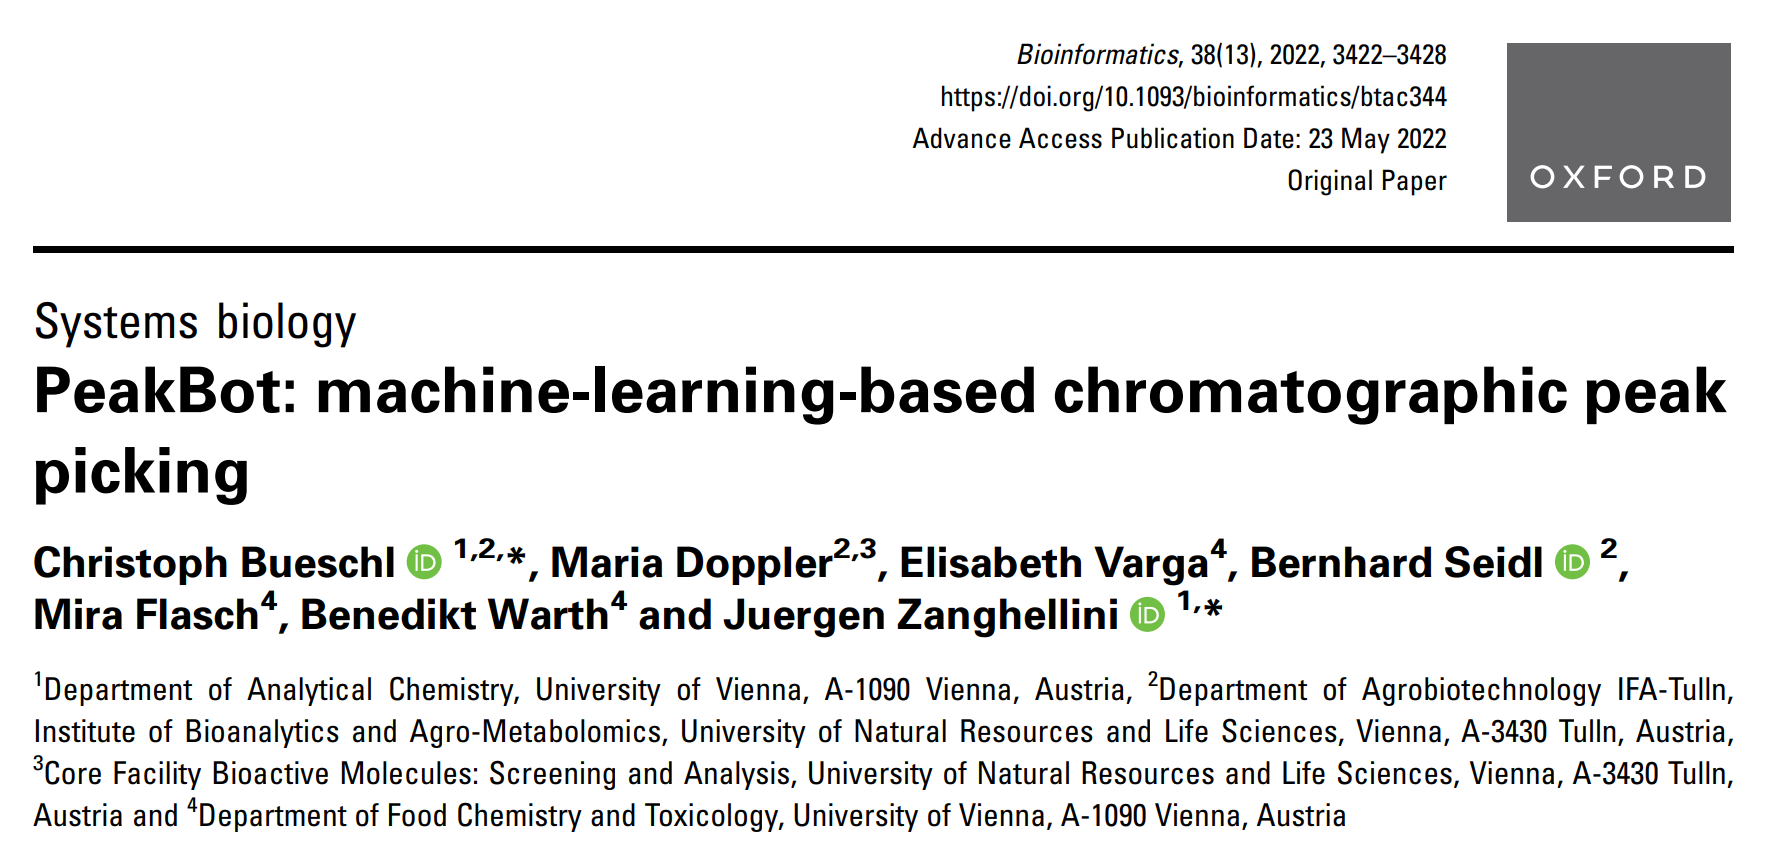 Bioinformatics, 38(13), 2022, 3422–3428
https://doi.org/10.1093/bioinformatics/btac344
Advance Access Publication Date: 23 May 2022
Original Paper
OXFORD
Systems biology
PeakBot: machine-learning-based chromatographic peak
picking
Christoph Bueschl iD 1,2,*, Maria Doppler2,3, Elisabeth Varga4, Bernhard Seidl iD 2,
Mira Flasch4, Benedikt Warth4 and Juergen Zanghellini iD 1,*
1Department of Analytical Chemistry, University of Vienna, A-1090 Vienna, Austria, 2Department of Agrobiotechnology IFA-Tulln,
Institute of Bioanalytics and Agro-Metabolomics, University of Natural Resources and Life Sciences, Vienna, A-3430 Tulln, Austria,
3Core Facility Bioactive Molecules: Screening and Analysis, University of Natural Resources and Life Sciences, Vienna, A-3430 Tulln,
Austria and 4Department of Food Chemistry and Toxicology, University of Vienna, A-1090 Vienna, Austria